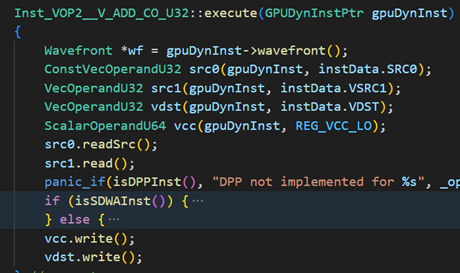 Inst_VOP2__V_ADD_CO_U32::execute(GPUDynInstPtr gpuDynInst)
{
Wavefront *wf = gpuDynInst->wavefront();
ConstVecOperandU32 src0(gpuDynInst, instData.SRC0);
VecOperandU32 src1(gpuDynInst, instData.VSRC1);
VecOperandU32 vdst(gpuDynInst, instData.VDST);
ScalarOperandU64 vcc(gpuDynInst, REG_VCC_LO);
src0.readSrc();
src1.read();
panic_if(isDPPInst(), "DPP not implemented for %s", _op
if (isSDWAInst()) {···
} else {···
vcc.write();
vdst.write();